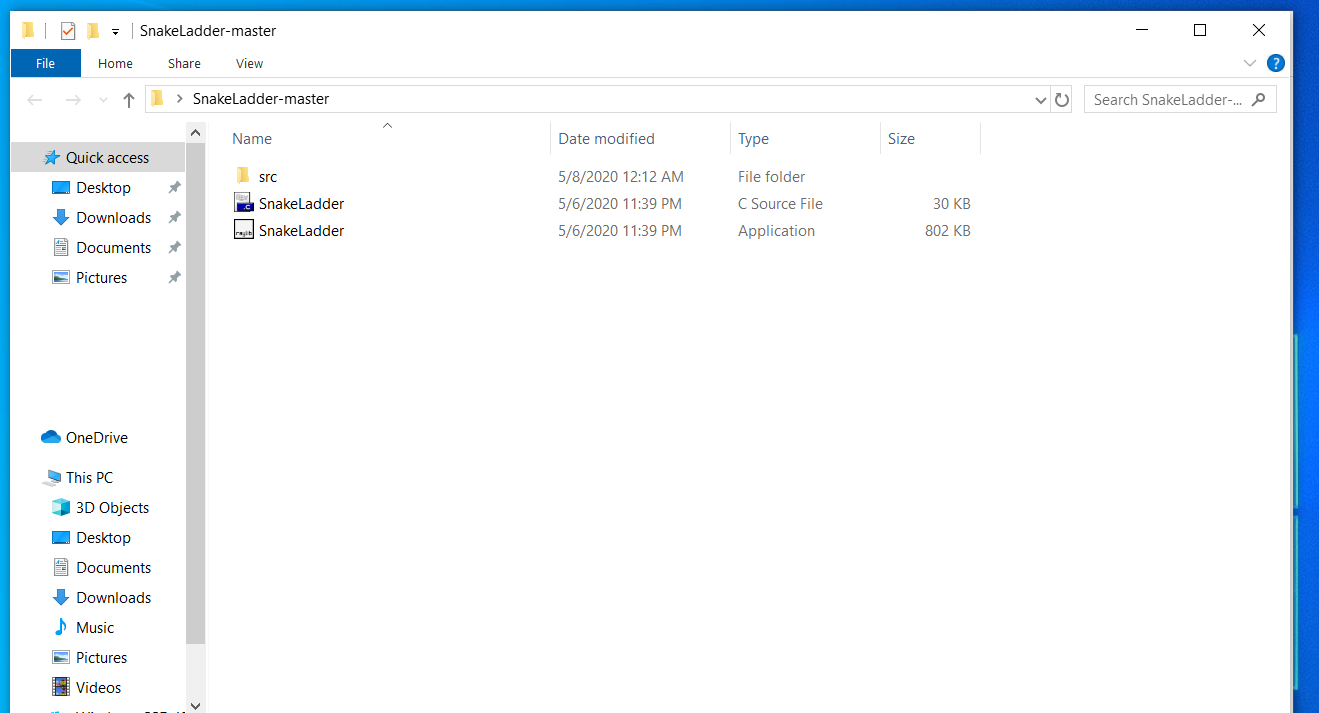 SnakeLadder-master
File Home Share View
SnakeLadder-master Search SnakeLadder-...
Name Date modified Type Size
Quick access
Desktop
Downloads
Documents
Pictures
OneDrive
This PC
3D Objects
Desktop
Documents
Downloads
Music
Pictures
Videos
src 5/8/2020 12:12 AM File folder
SnakeLadder 5/6/2020 11:39 PM C Source File 30 KB
SnakeLadder 5/6/2020 11:39 PM Application 802 KB
.C
raylib
?